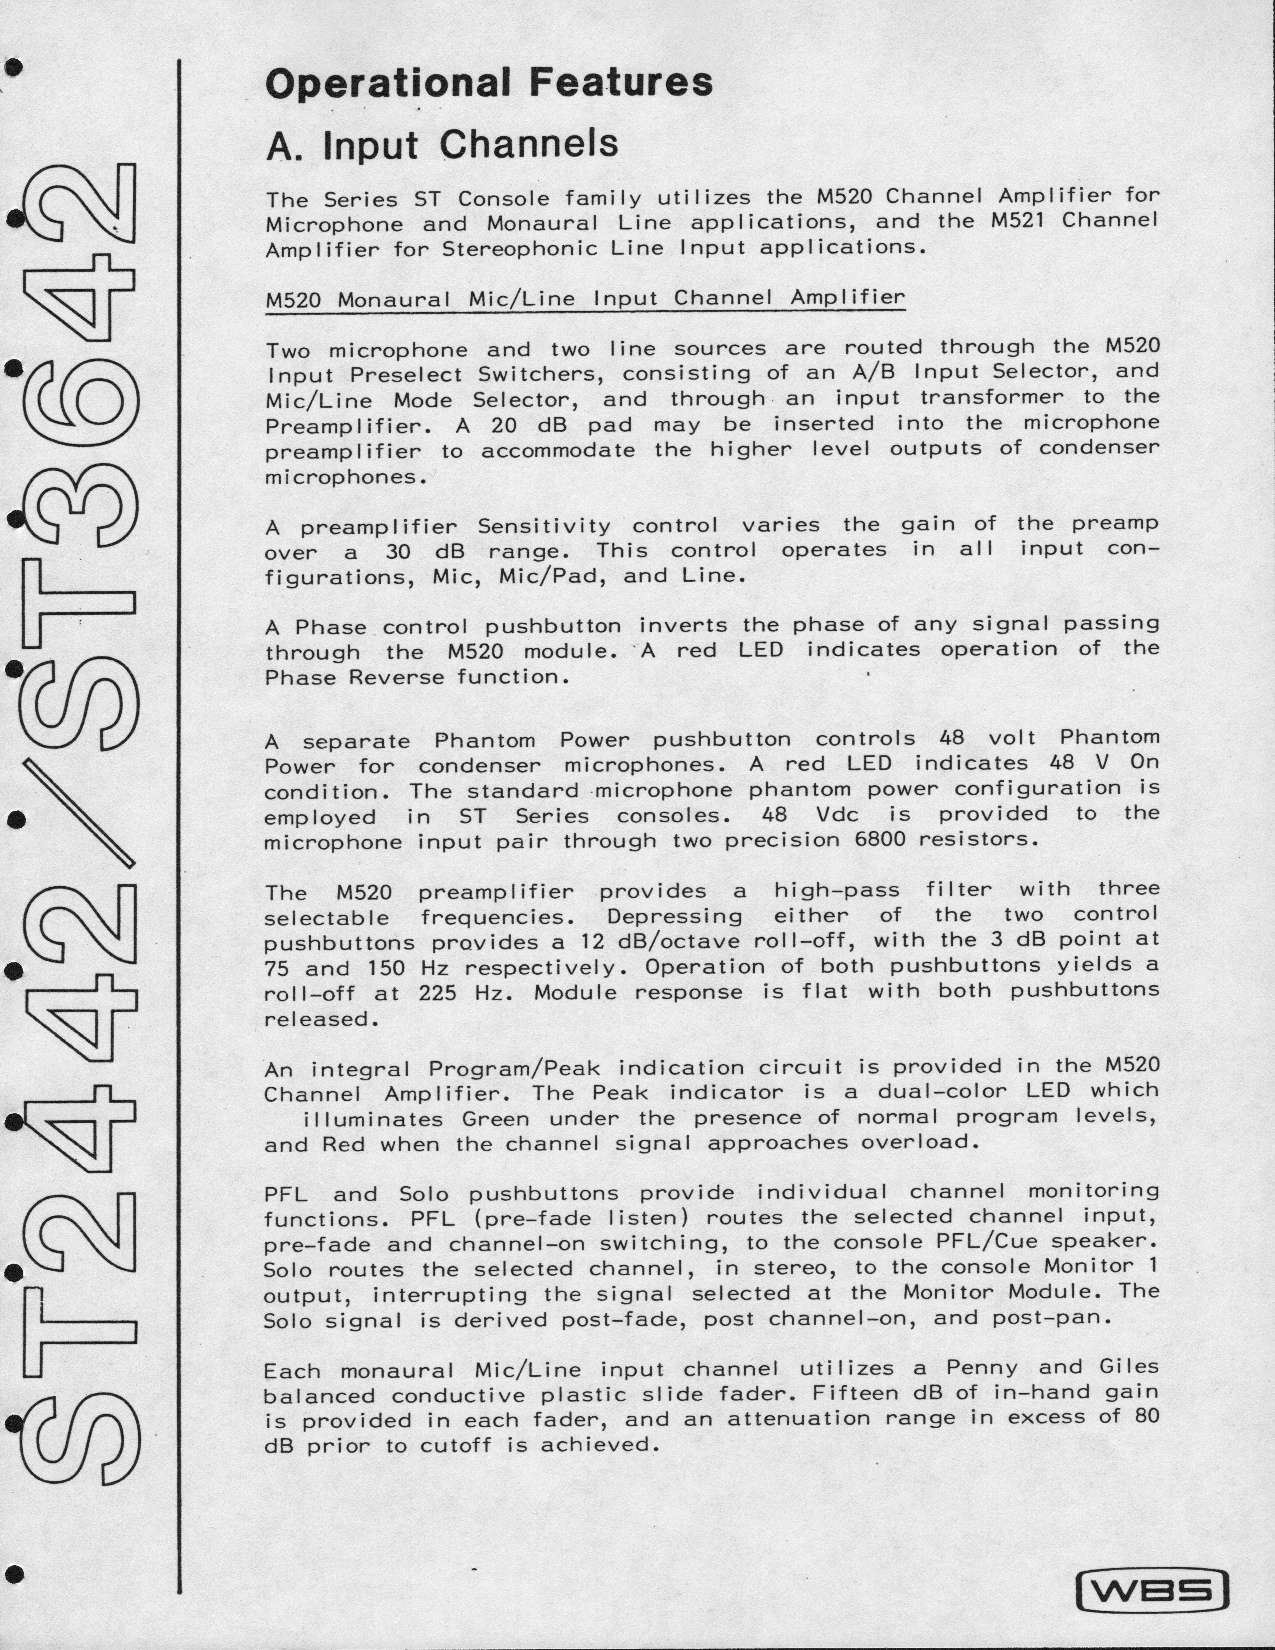 ST2442/ST3642
Operational Features
A. Input Channels
The Series ST Console family utilizes the M520 Channel Amplifier for
Microphone and Monaural Line applications, and the M521 Channel
Amplifier for Stereophonic Line Input applications.
M520 Monaural Mic/Line Input Channel Amplifier
Two microphone and two line sources are routed through the M520
Input Preselect Switchers, consisting of an A/B Input Selector, and
Mic/Line Mode Selector, and through an input transformer to the
Preamplifier. A 20 dB pad may be inserted into the microphone
preamplifier to accommodate the higher level outputs of condenser
microphones.
A preamplifier Sensitivity control varies the gain of the preamp
over a 30 dB range. This control operates in all input con-
figurations, Mic, Mic/Pad, and Line.
A Phase control pushbutton inverts the phase of any signal passing
through the M520 module. A red LED indicates operation of the
Phase Reverse function.
A separate Phantom Power pushbutton controls 48 volt Phantom
Power for condenser microphones. A red LED indicates 48 V On
condition. The standard microphone phantom power configuration is
employed in ST Series consoles. 48 Vdc is provided to the
microphone input pair through two precision 6800 resistors.
The M520 preamplifier provides a high-pass filter with three
selectable frequencies. Depressing either of the two control
pushbuttons provides a 12 dB/octave roll-off, with the 3 dB point at
75 and 150 Hz respectively. Operation of both pushbuttons yields a
roll-off at 225 Hz. Module response is flat with both pushbuttons
released.
An integral Program/Peak indication circuit is provided in the M520
Channel Amplifier. The Peak indicator is a dual-color LED which
illuminates Green under the presence of normal program levels,
and Red when the channel signal approaches overload.
PFL and Solo pushbuttons provide individual channel monitoring
functions. PFL (pre-fade listen) routes the selected channel input,
pre-fade and channel-on switching, to the console PFL/Cue speaker.
Solo routes the selected channel, in stereo, to the console Monitor 1
output, interrupting the signal selected at the Monitor Module. The
Solo signal is derived post-fade, post channel-on, and post-pan.
Each monaural Mic/Line input channel utilizes a Penny and Giles
balanced conductive plastic slide fader. Fifteen dB of in-hand gain
is provided in each fader, and an attenuation range in excess of 80
dB prior to cutoff is achieved.
WBS